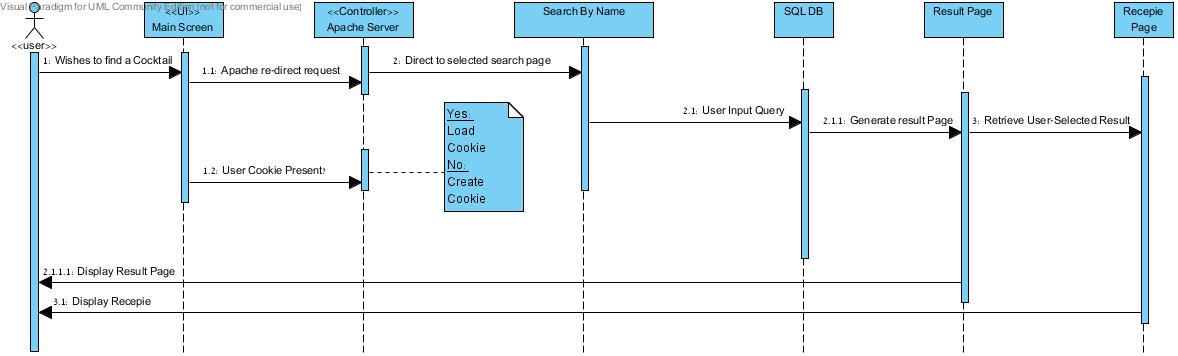 Visual Paradigm for UML Community Edition [not for commercial use]
<<user>>
<<UI>>
Main Screen
<<Controller>>
Apache Server
Search By Name
SQL DB
Result Page
Recepie
Page
1: Wishes to find a Cocktail
1.1: Apache re-direct request
2: Direct to selected search page
2.1: User Input Query
2.1.1: Generate result Page
3: Retrieve User-Selected Result
Yes:
Load
Cookie
No:
Create
Cookie
1.2: User Cookie Present?
2.1.1.1: Display Result Page
3.1: Display Recepie